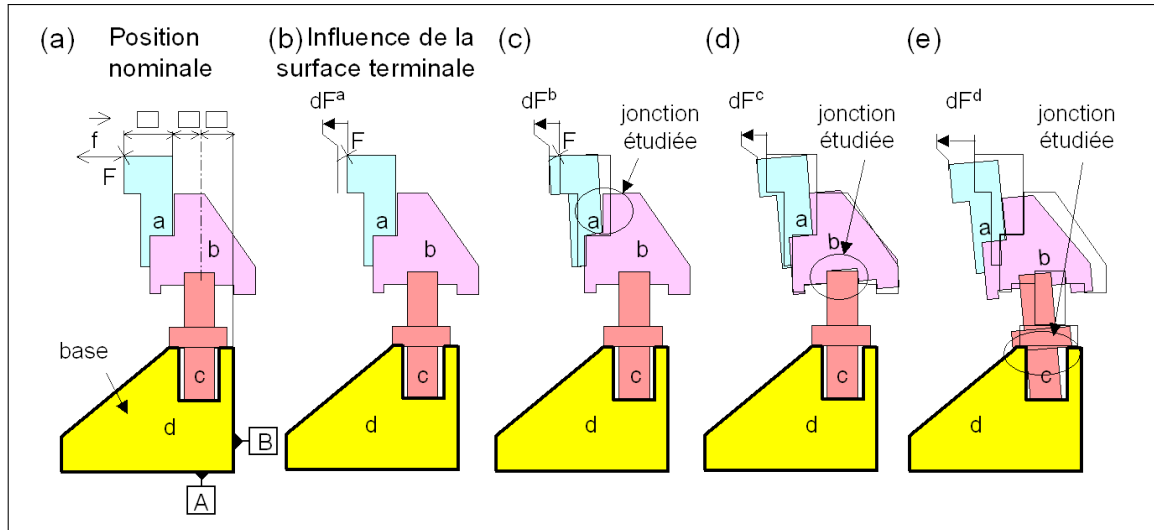 (a) Position nominale
f
F
a
b
c
base
d
B
A
(b) Influence de la surface terminale
dFᵃ
F
a
b
c
d
(c)
dFᵇ
jonction étudiée
F
a
b
c
d
(d)
dFᶜ
jonction étudiée
a
b
c
d
(e)
dFᵈ
jonction étudiée
a
b
c
d